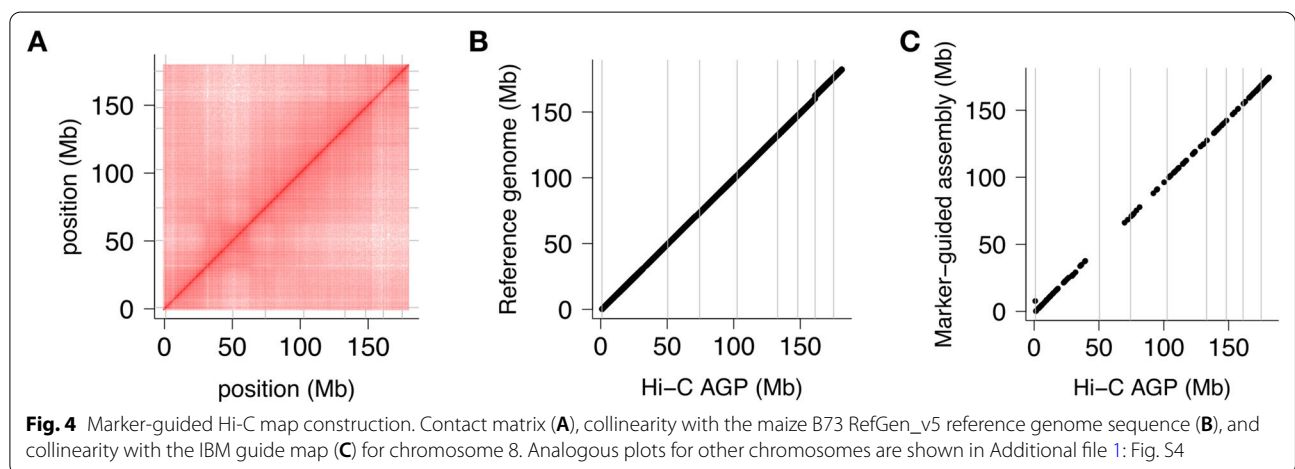 A
B
C
position (Mb)
150
100
50
0
0 50 100 150
position (Mb)
Reference genome (Mb)
150
100
50
0
0 50 100 150
Hi–C AGP (Mb)
Marker–guided assembly (Mb)
150
100
50
0
0 50 100 150
Hi–C AGP (Mb)
Fig. 4 Marker-guided Hi-C map construction. Contact matrix (A), collinearity with the maize B73 RefGen_v5 reference genome sequence (B), and
collinearity with the IBM guide map (C) for chromosome 8. Analogous plots for other chromosomes are shown in Additional file 1: Fig. S4